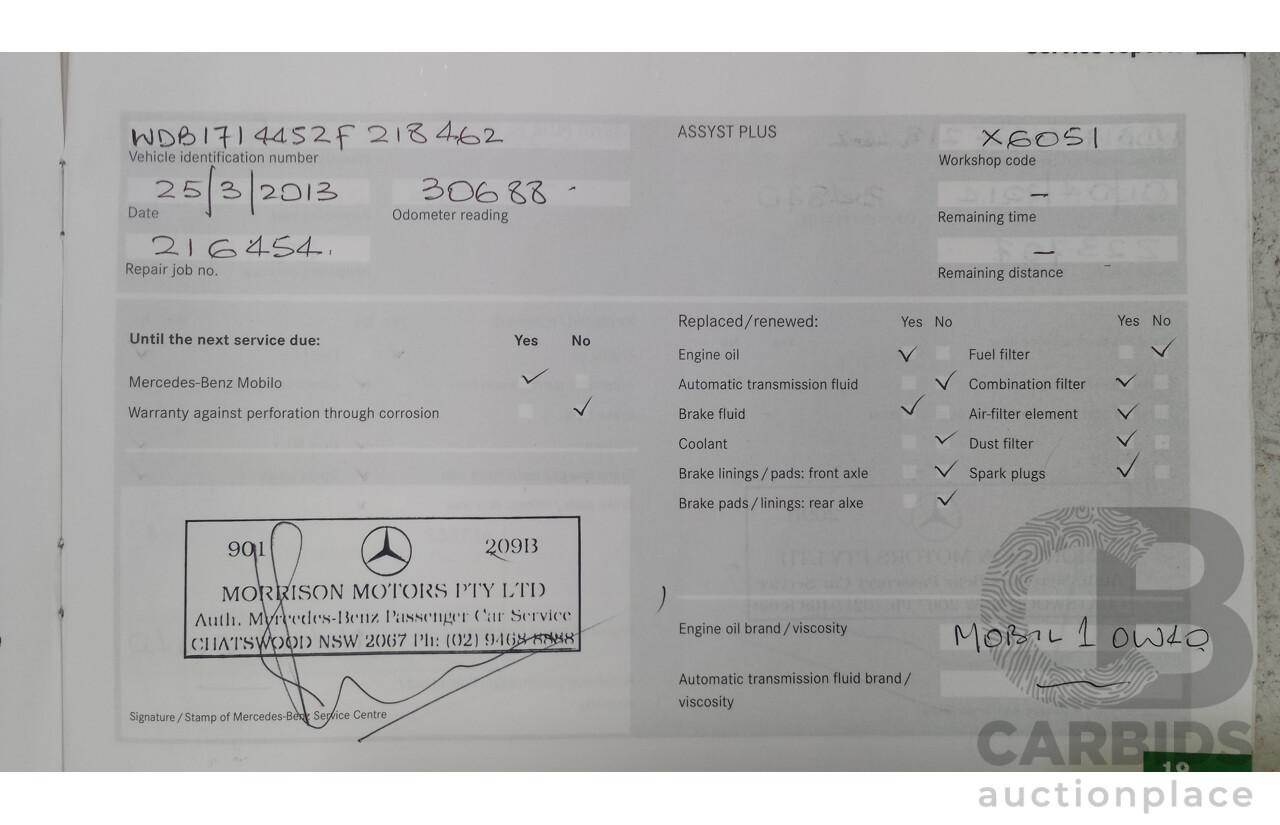 WDB1714452F 218462
Vehicle identification number
25/3/2013
Date
30688
Odometer reading
216454.
Repair job no.
ASSYST PLUS
X6051
Workshop code
—
Remaining time
—
Remaining distance
Until the next service due: Yes No
Mercedes-Benz Mobilo ✓
Warranty against perforation through corrosion ✓
Replaced/renewed: Yes No Yes No
Engine oil ✓ Fuel filter ✓
Automatic transmission fluid ✓ Combination filter ✓
Brake fluid ✓ Air-filter element ✓
Coolant ✓ Dust filter ✓
Brake linings/pads: front axle ✓ Spark plugs ✓
Brake pads/linings: rear alxe ✓
901 209B
MORRISON MOTORS PTY LTD
Auth. Mercedes-Benz Passenger Car Service
CHATSWOOD NSW 2067 Ph: (02) 9468 8888
Signature/Stamp of Mercedes-Benz Service Centre
Engine oil brand/viscosity MOBIL 1 0W40
Automatic transmission fluid brand/
viscosity
CB
CARBIDS
19
auctionplace